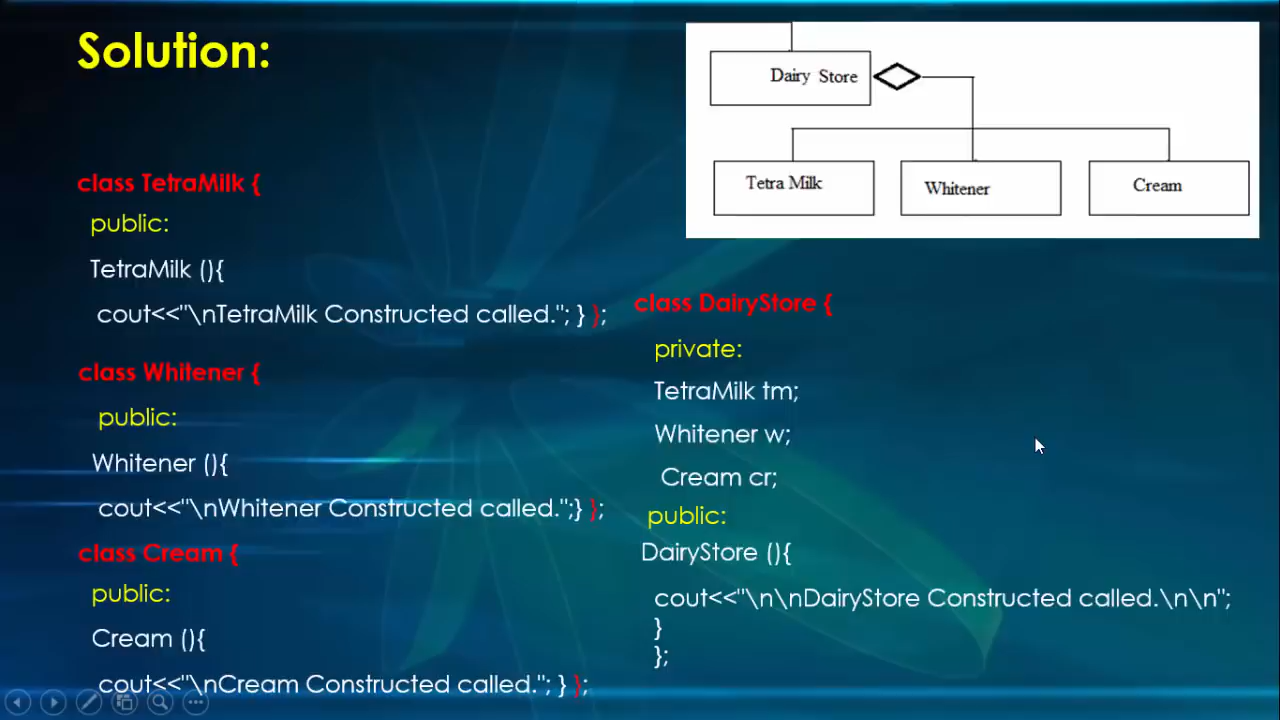 Solution:
Dairy Store
Tetra Milk
Whitener
Cream
class TetraMilk {
public:
TetraMilk (){
cout<<"\nTetraMilk Constructed called."; } };
class Whitener {
public:
Whitener (){
cout<<"\nWhitener Constructed called.";} };
class Cream {
public:
Cream (){
cout<<"\nCream Constructed called."; } };
class DairyStore {
private:
TetraMilk tm;
Whitener w;
Cream cr;
public:
DairyStore (){
cout<<"\n\nDairyStore Constructed called.\n\n";
}
};